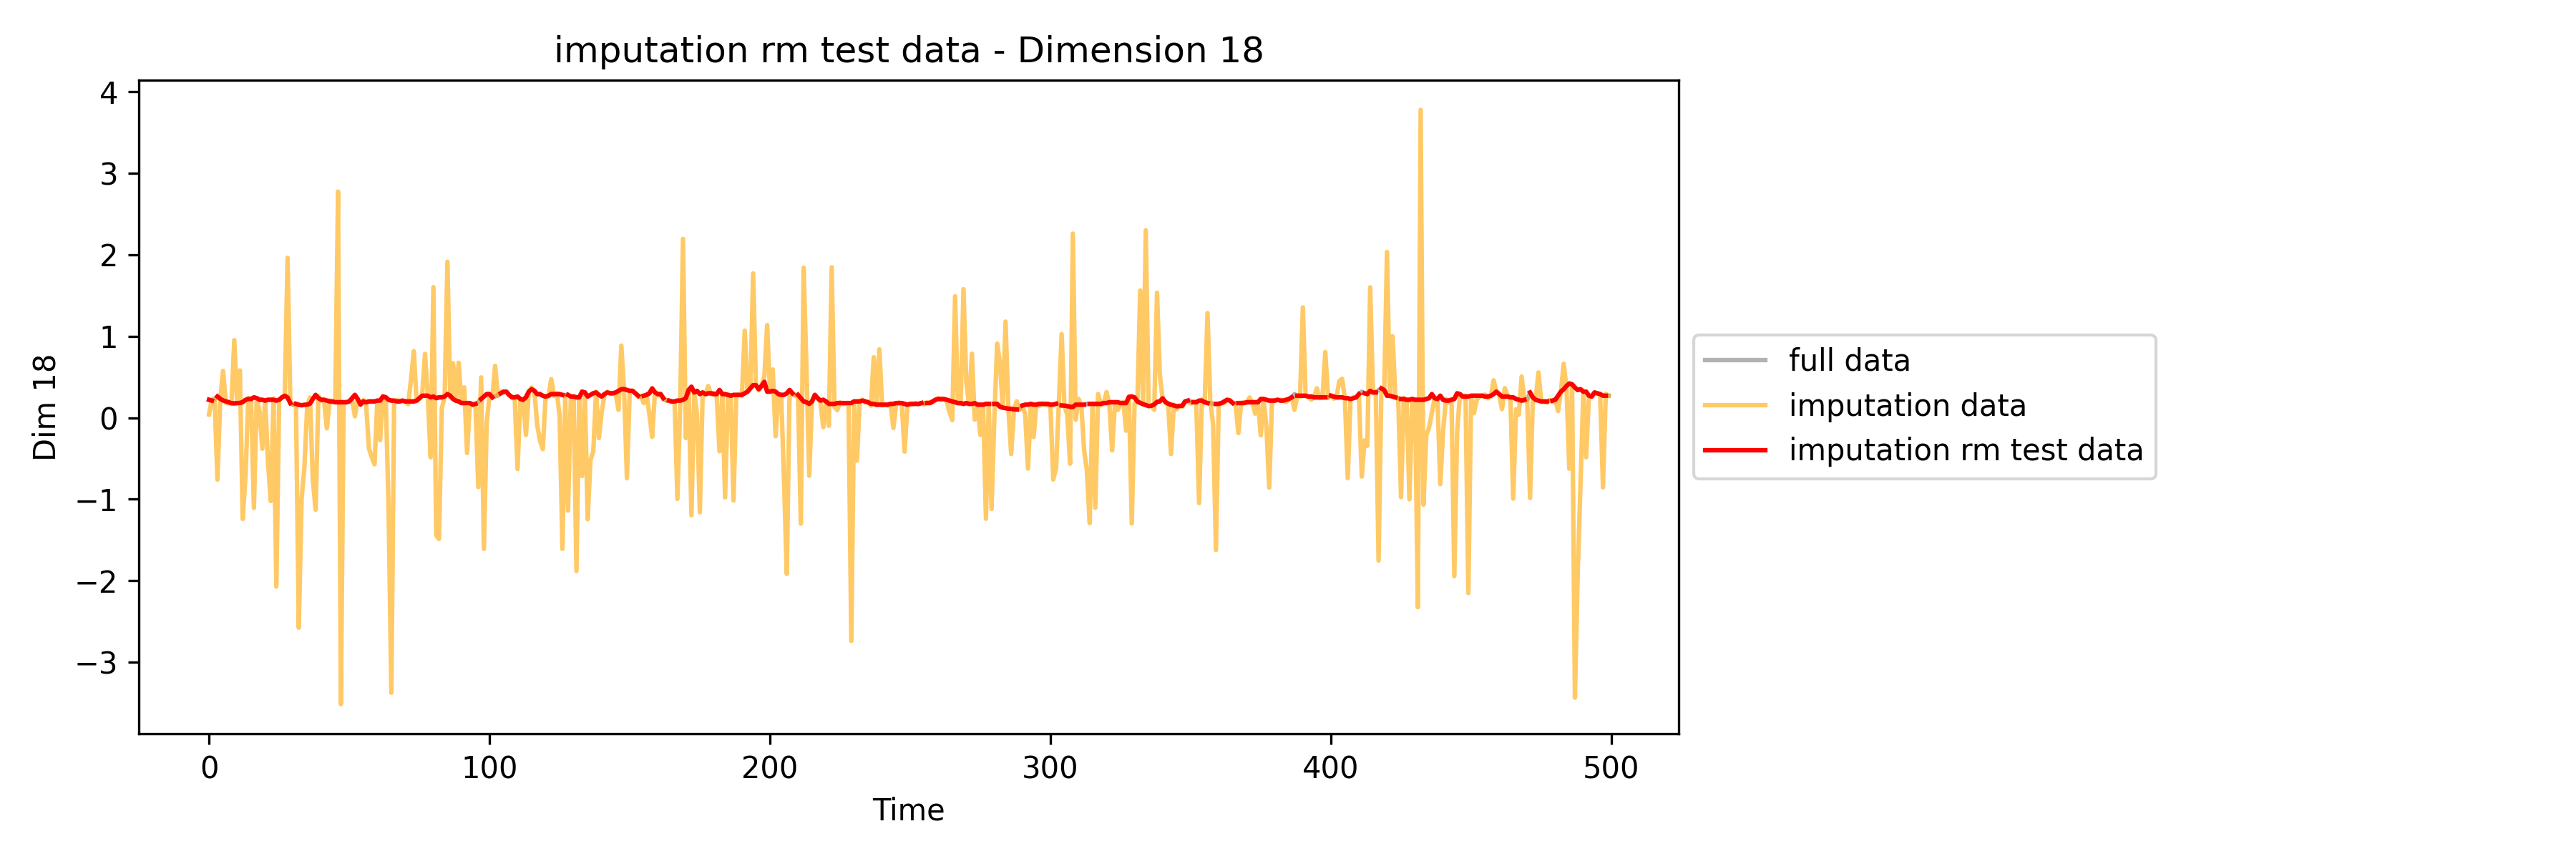 imputation rm test data - Dimension 18
4
3
2
1
0
−1
−2
−3
Dim 18
0 100 200 300 400 500
Time
full data
imputation data
imputation rm test data